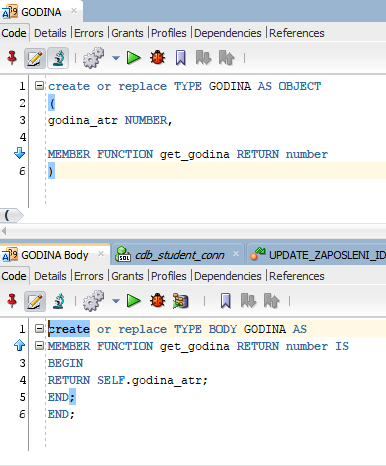 GODINA
Code Details Errors Grants Profiles Dependencies References
1 create or replace TYPE GODINA AS OBJECT
2 (
3 godina_atr NUMBER,
4
MEMBER FUNCTION get_godina RETURN number
6 )
(
GODINA Body cdb_student_conn UPDATE_ZAPOSLENI_ID
Code Details Errors Grants Profiles Dependencies References
1 create or replace TYPE BODY GODINA AS
MEMBER FUNCTION get_godina RETURN number IS
3 BEGIN
4 RETURN SELF.godina_atr;
5 END;
6 END;